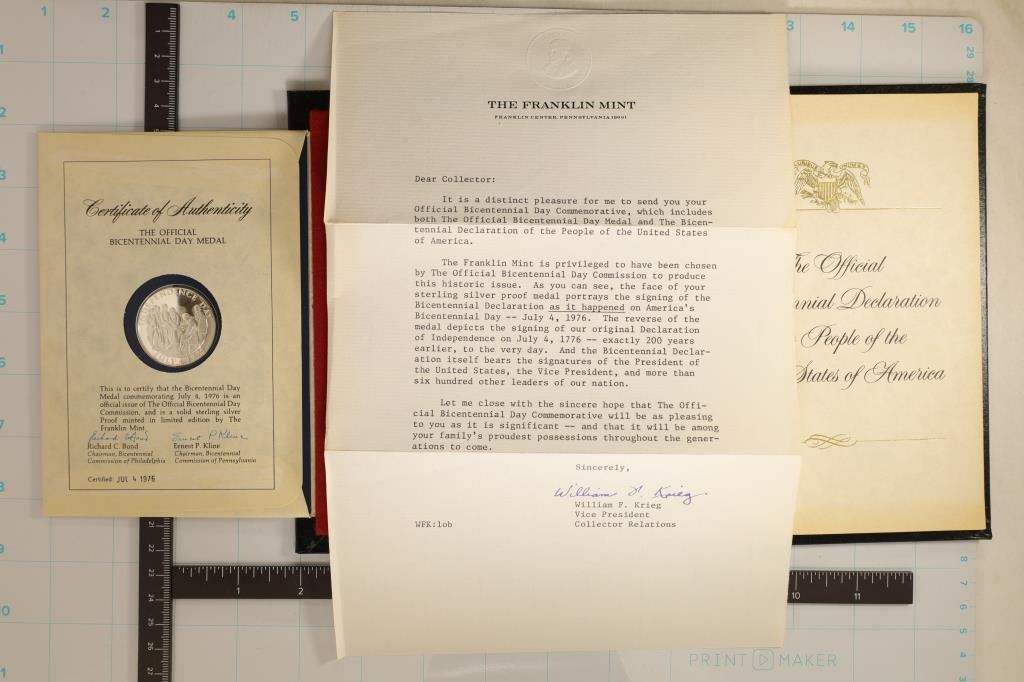 Certificate of Authenticity
THE OFFICIAL
BICENTENNIAL DAY MEDAL
INDEPENDENCE DAY
JULY 4
This is to certify that the Bicentennial Day
Medal commemorating July 4, 1976 is an
official issue of The Official Bicentennial Day
Commission, and is a solid sterling silver
Proof minted in limited edition by The
Franklin Mint.
Richard C. Bond
Chairman, Bicentennial
Commission of Philadelphia
Ernest P. Kline
Ernest P. Kline
Chairman, Bicentennial
Commission of Pennsylvania
Certified: JUL 4 1976
THE FRANKLIN MINT
FRANKLIN CENTER, PENNSYLVANIA 19091
Dear Collector:
It is a distinct pleasure for me to send you your
Official Bicentennial Day Commemorative, which includes
both The Official Bicentennial Day Medal and The Bicen-
tennial Declaration of the People of the United States
of America.
The Franklin Mint is privileged to have been chosen
by The Official Bicentennial Day Commission to produce
this historic issue. As you can see, the face of your
sterling silver proof medal portrays the signing of the
Bicentennial Declaration as it happened on America's
Bicentennial Day -- July 4, 1976. The reverse of the
medal depicts the signing of our original Declaration
of Independence on July 4, 1776 -- exactly 200 years
earlier, to the very day. And the Bicentennial Declar-
ation itself bears the signatures of the President of
the United States, the Vice President, and more than
six hundred other leaders of our nation.
Let me close with the sincere hope that The Offi-
cial Bicentennial Day Commemorative will be as pleasing
to you as it is significant -- and that it will be among
your family's proudest possessions throughout the gener-
ations to come.
Sincerely,
William F. Krieg
William F. Krieg
Vice President
Collector Relations
WFK:lob
he Official
nnial Declaration
People of the
States of America
PRINT MAKER